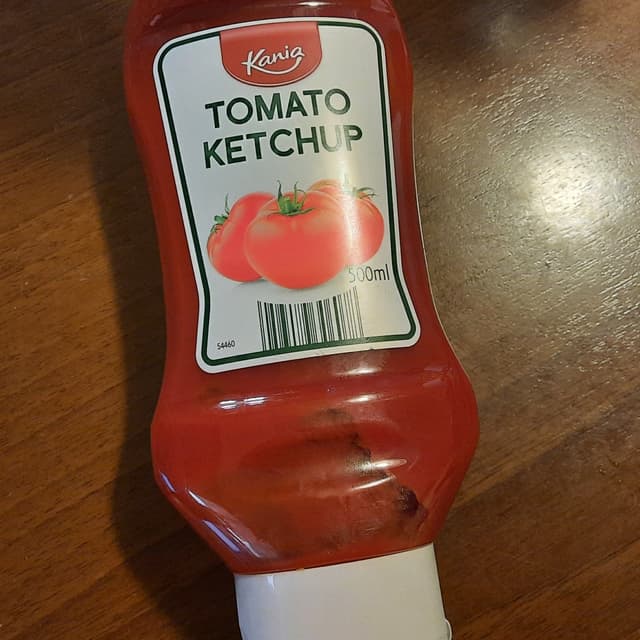 Kania
TOMATO
KETCHUP
500ml
54460